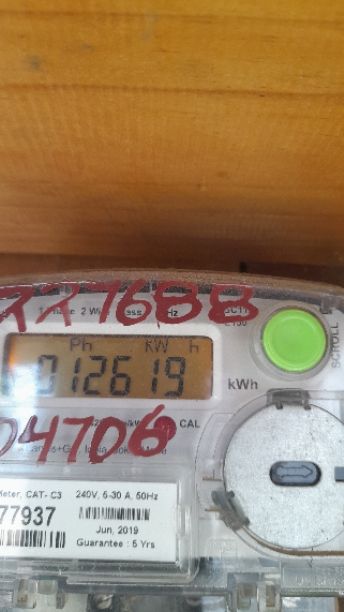 227688
Ph kW h
012619
kWh
SCROLL
04706
CAL
Meter, CAT- C3 240V, 5-30 A, 50Hz
77937
Jun, 2019
Guarantee : 5 Yrs